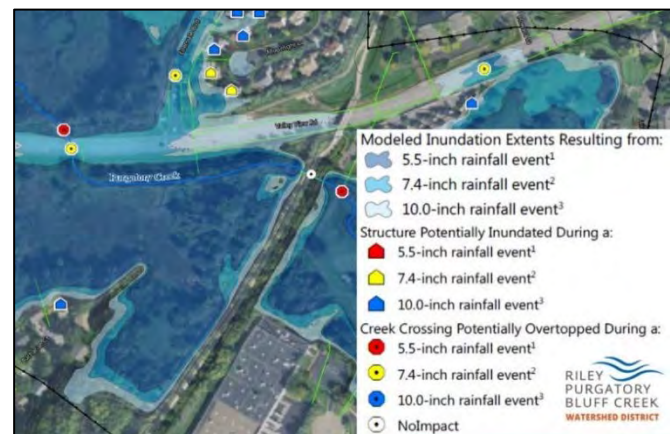 Valley View Rd
Purgatory Creek
Modeled Inundation Extents Resulting from:
5.5-inch rainfall event¹
7.4-inch rainfall event²
10.0-inch rainfall event³
Structure Potentially Inundated During a:
5.5-inch rainfall event¹
7.4-inch rainfall event²
10.0-inch rainfall event³
Creek Crossing Potentially Overtopped During a:
5.5-inch rainfall event¹
7.4-inch rainfall event²
10.0-inch rainfall event³
NoImpact
RILEY
PURGATORY
BLUFF CREEK
WATERSHED DISTRICT